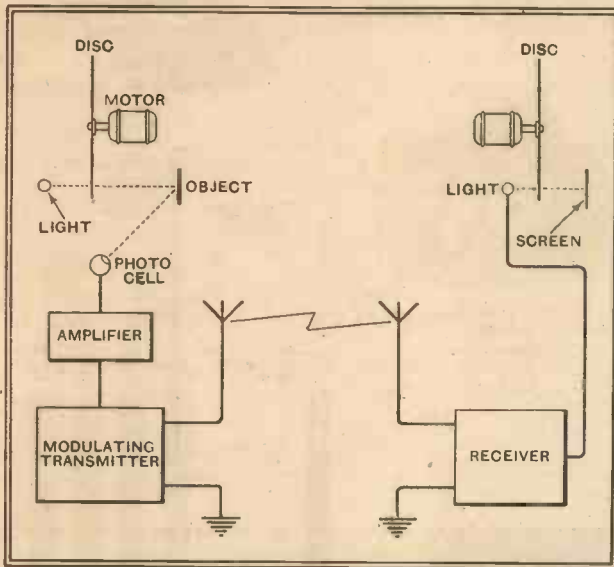 DISC
MOTOR
OBJECT
LIGHT
PHOTO
CELL
AMPLIFIER
MODULATING
TRANSMITTER
DISC
LIGHT
SCREEN
RECEIVER